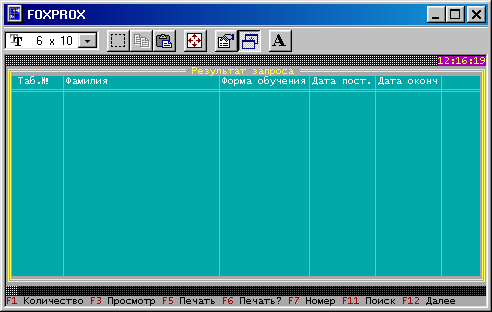 FOXPROX
6 x 10 A
12:16:19
Результат запроса
Таб.№ Фамилия Форма обучения Дата пост. Дата оконч
F1 Количество F3 Просмотр F5 Печать F6 Печать? F7 Номер F11 Поиск F12 Далее